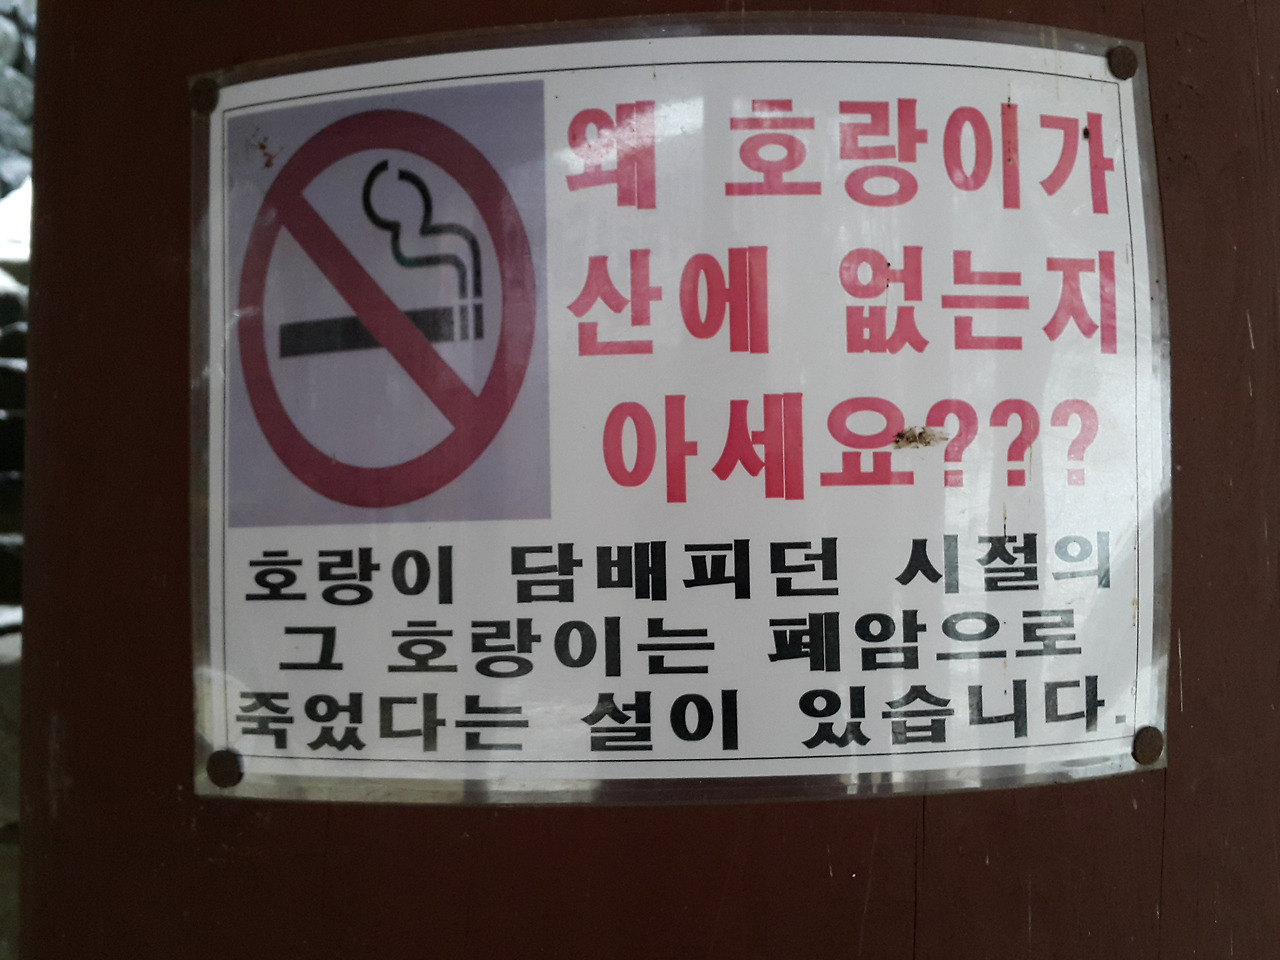 왜 호랑이가
산에 없는지
아세요???
호랑이 담배피던 시절의
그 호랑이는 폐암으로
죽었다는 설이 있습니다.